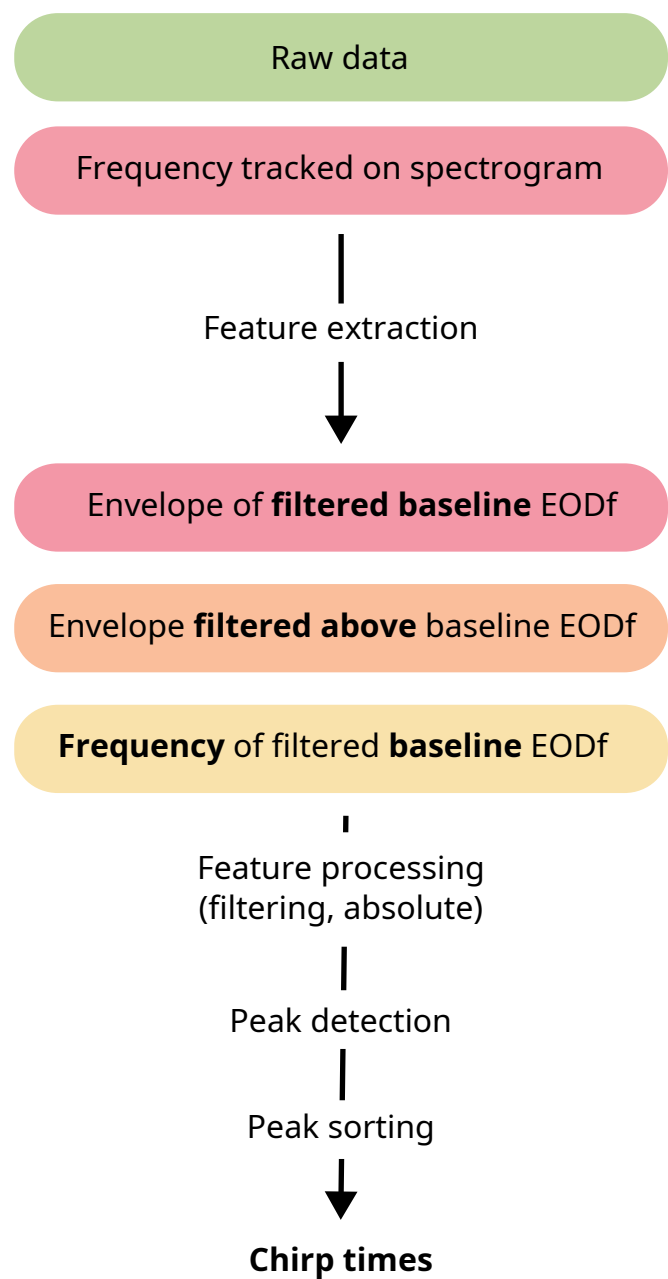 Raw data
Frequency tracked on spectrogram
Feature extraction
Envelope of filtered baseline EODf
Envelope filtered above baseline EODf
Frequency of filtered baseline EODf
Feature processing
(filtering, absolute)
Peak detection
Peak sorting
Chirp times